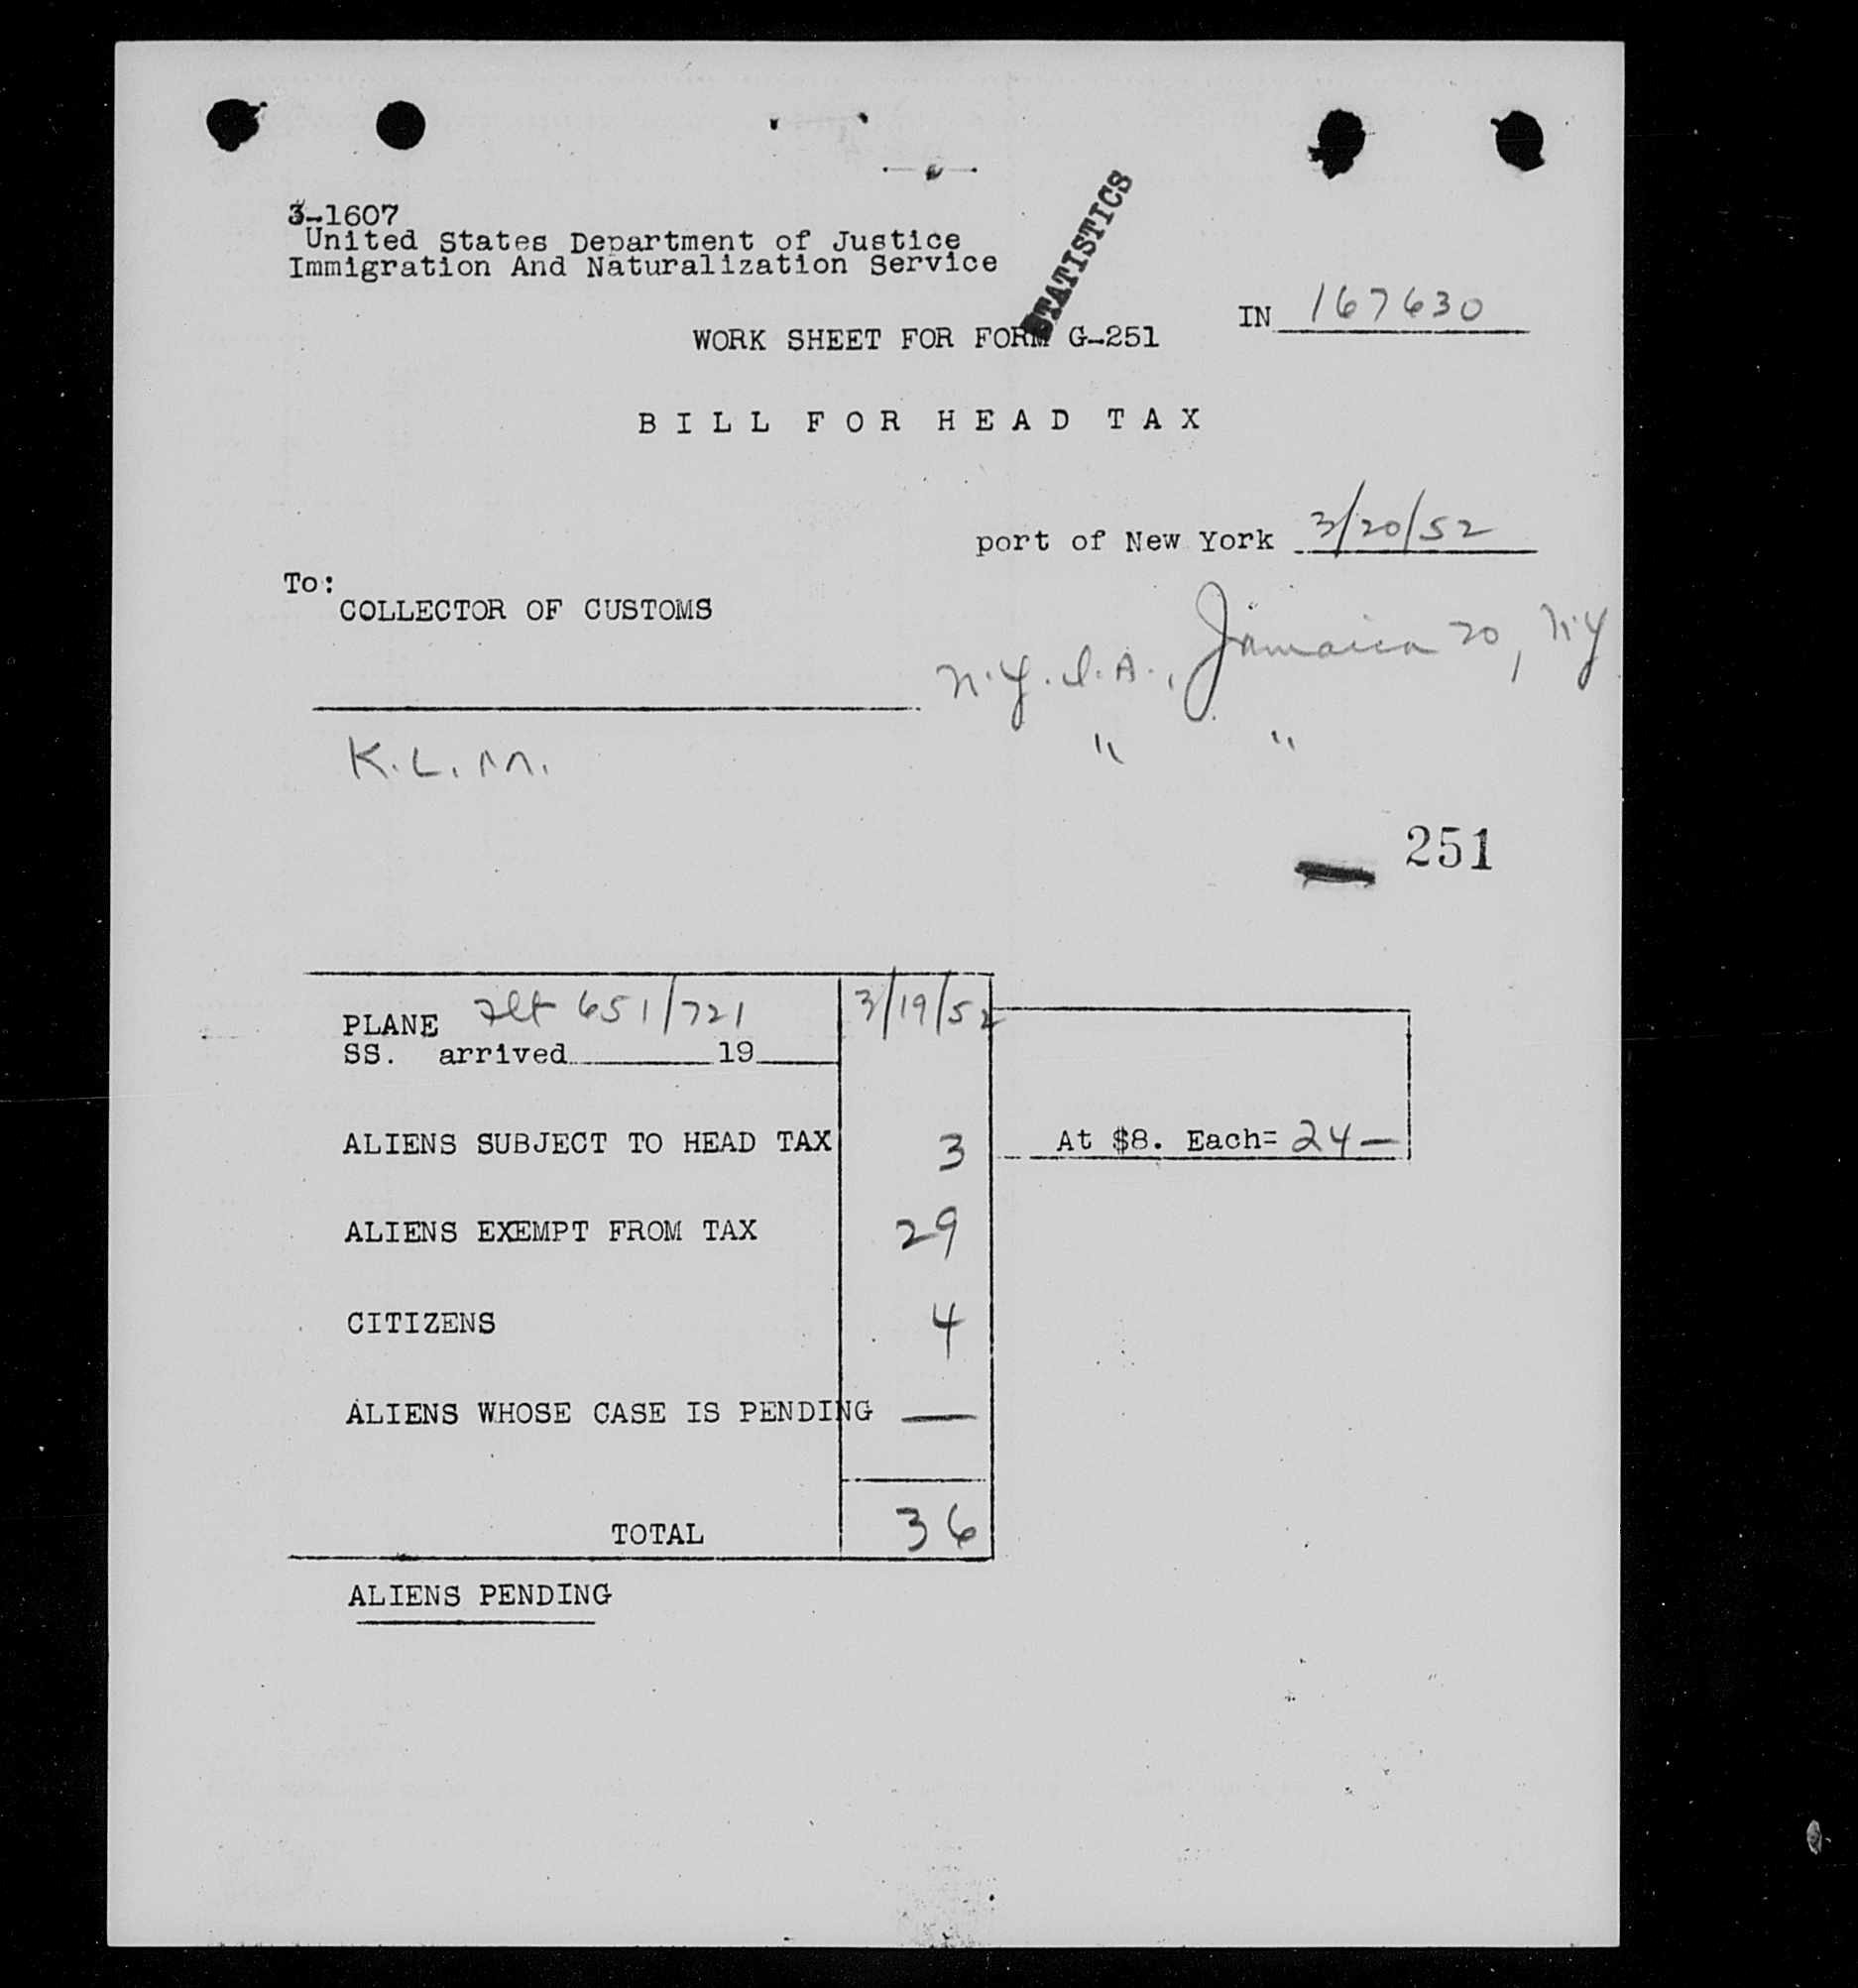 3-1607
United States Department of Justice
Immigration And Naturalization Service
STATISTICS
IN 167630
WORK SHEET FOR FORM G-251
BILL FOR HEAD TAX
port of New York 3/20/52
To:
COLLECTOR OF CUSTOMS
N.Y.I.A., Jamaica 20, NY
K.L.M. " "
251
PLANE Flt 651/721 3/19/52
SS. arrived 19
ALIENS SUBJECT TO HEAD TAX 3 At $8. Each= 24—
ALIENS EXEMPT FROM TAX 29
CITIZENS 4
ALIENS WHOSE CASE IS PENDING —
TOTAL 36
ALIENS PENDING